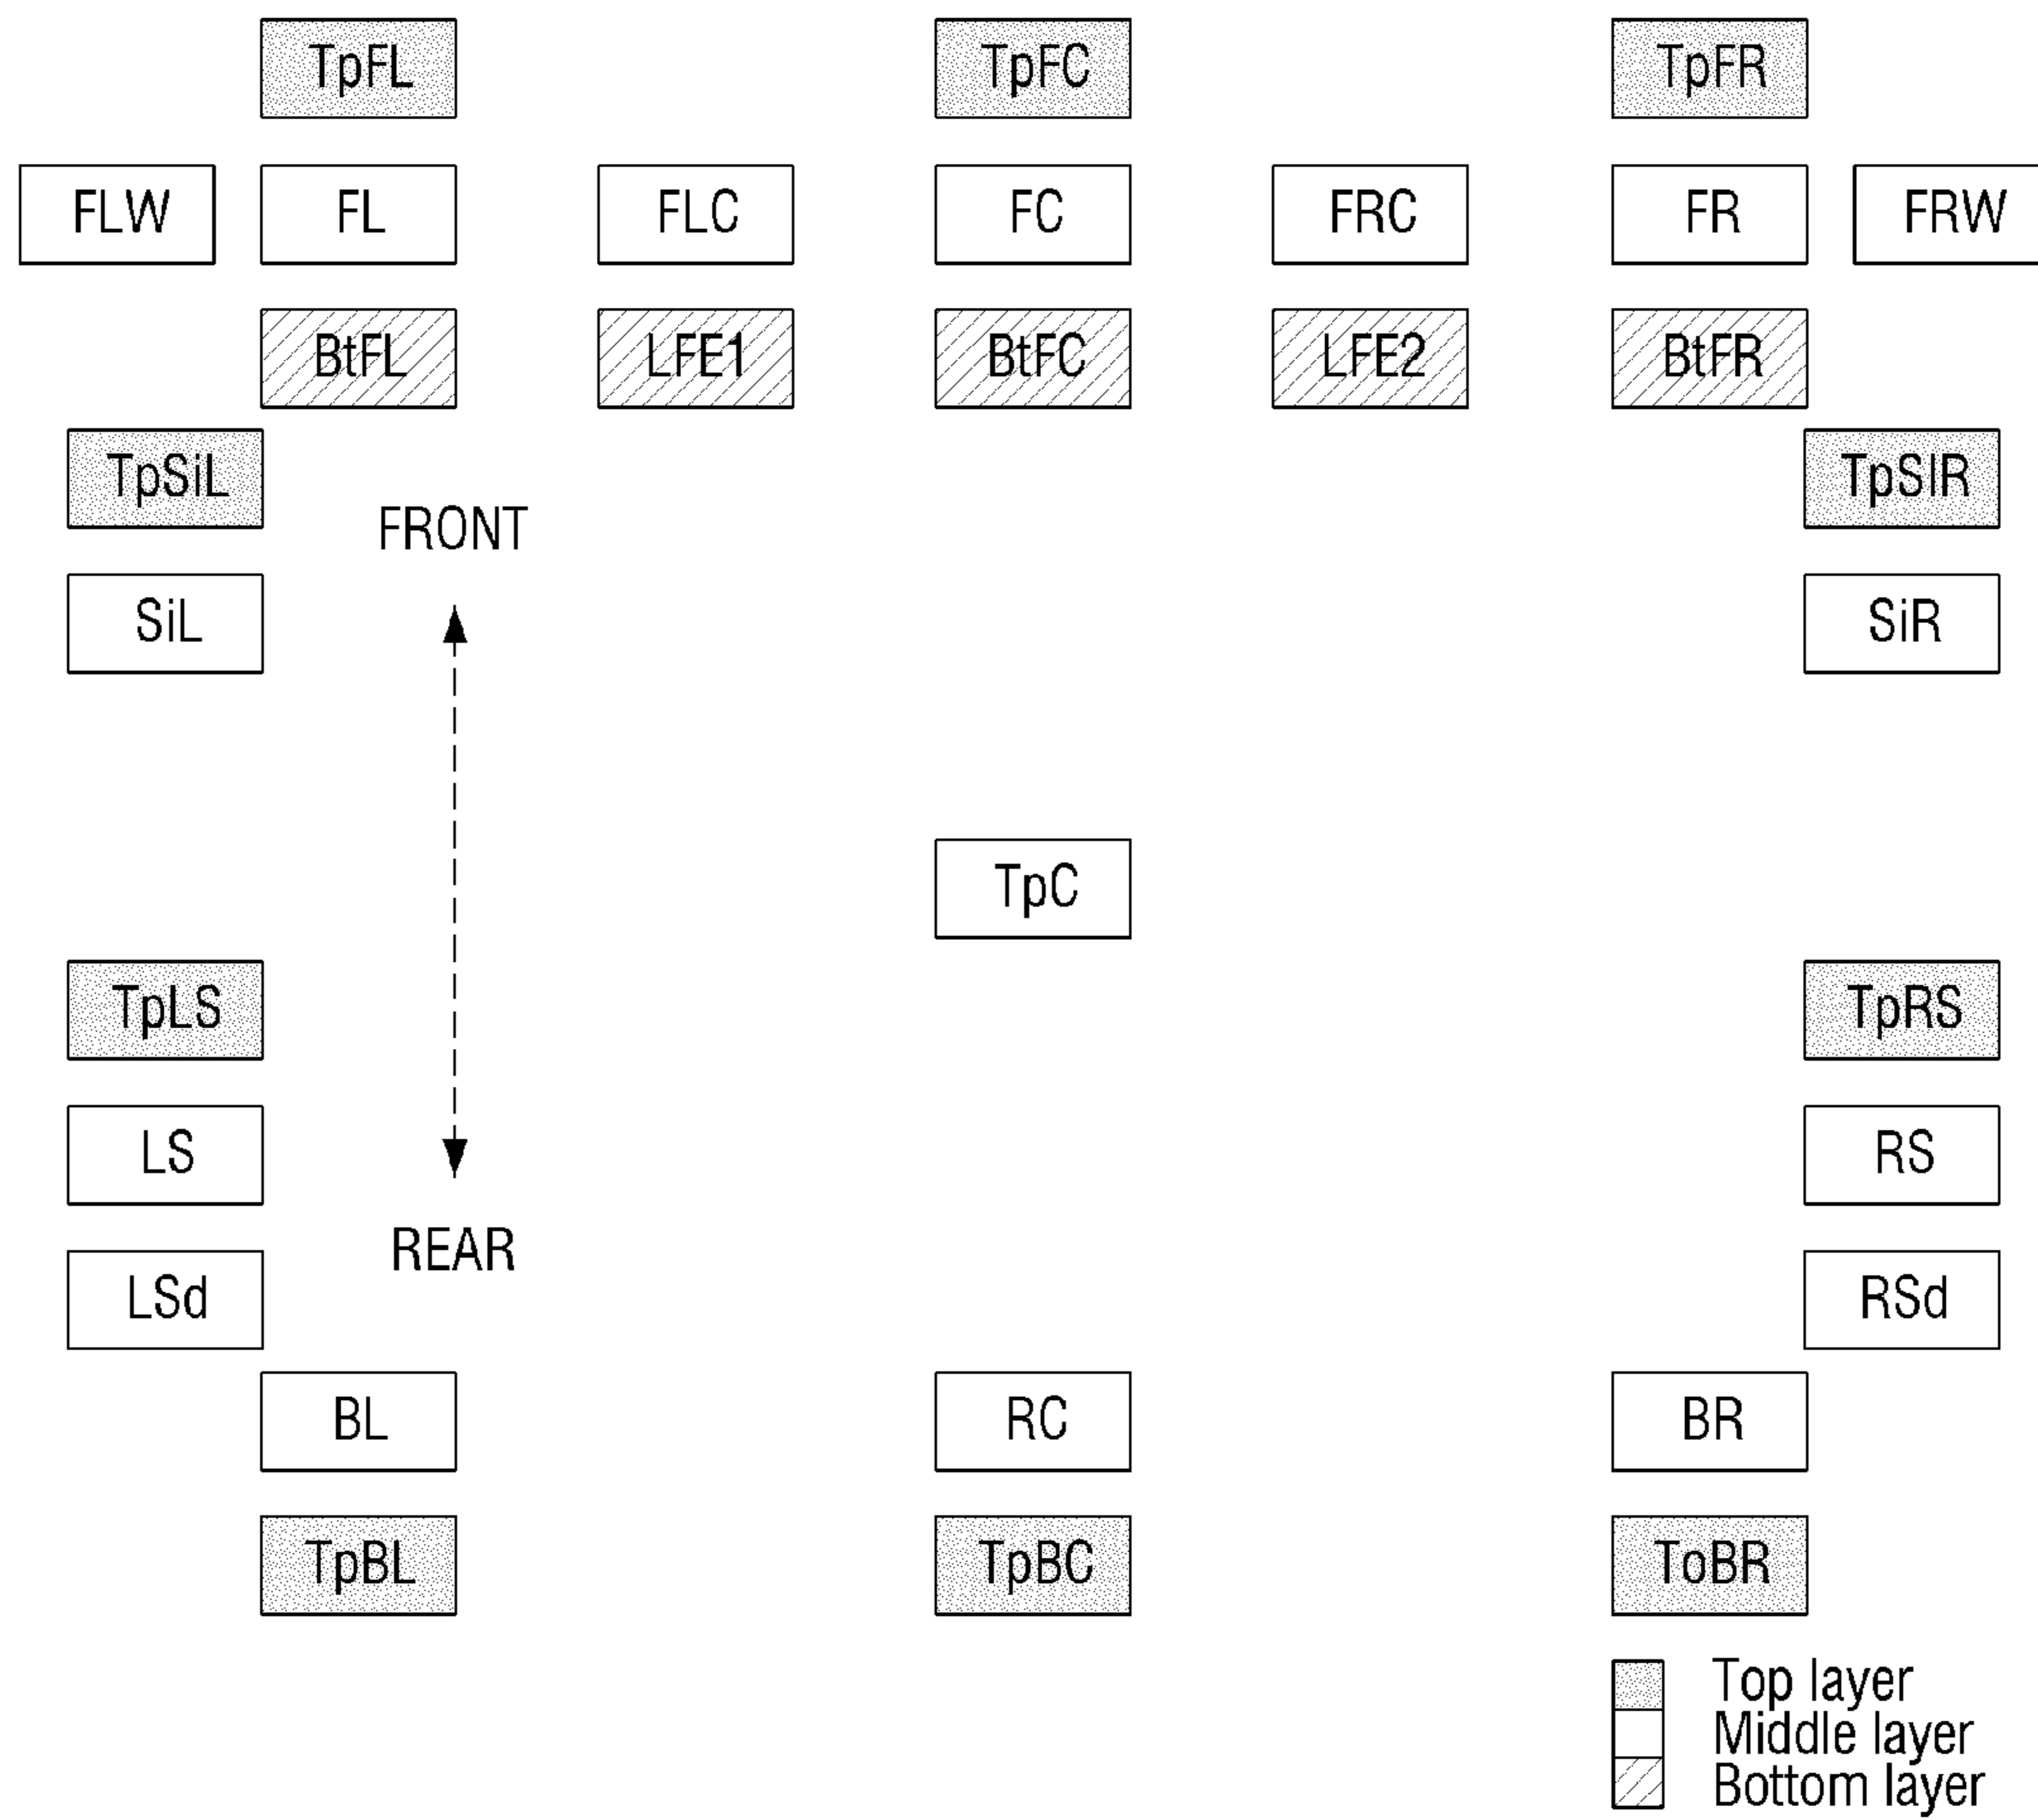 TpFL TpFC TpFR
FLW FL FLC FC FRC FR FRW
BtFL LFE1 BtFC LFE2 BtFR
TpSiL TpSIR
FRONT
SiL SiR
TpC
TpLS TpRS
LS RS
REAR
LSd RSd
BL RC BR
TpBL TpBC ToBR
Top layer
Middle layer
Bottom layer